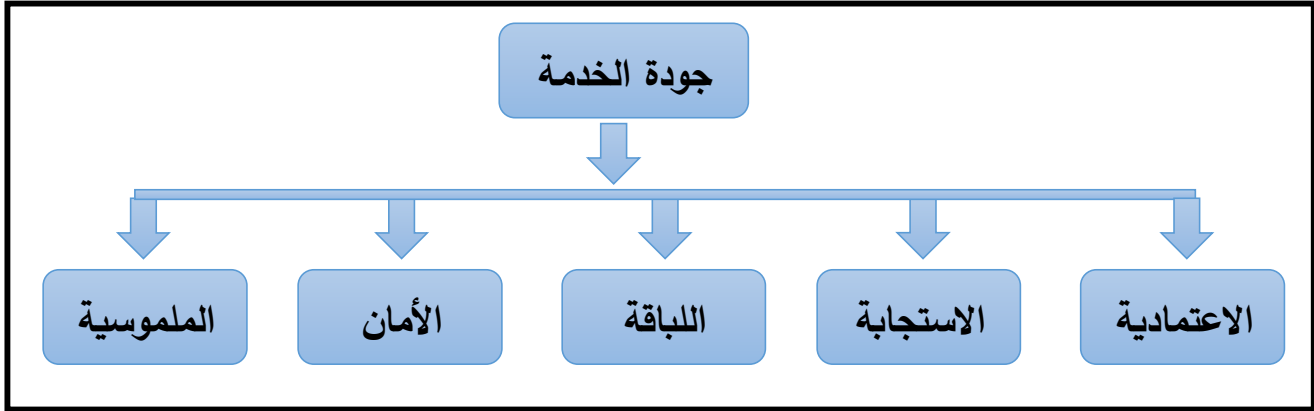 جودة الخدمة
الاعتمادية
الاستجابة
اللباقة
الأمان
الملموسية